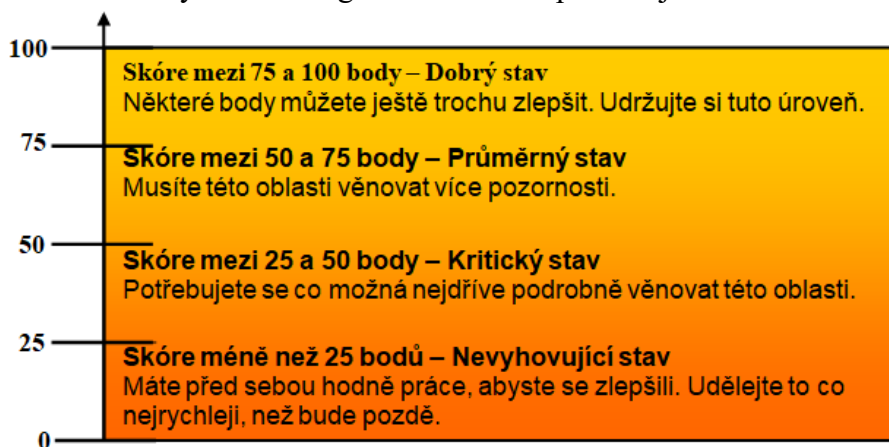 100
Skóre mezi 75 a 100 body – Dobrý stav
Některé body můžete ještě trochu zlepšit. Udržujte si tuto úroveň.
75
Skóre mezi 50 a 75 body – Průměrný stav
Musíte této oblasti věnovat více pozornosti.
50
Skóre mezi 25 a 50 body – Kritický stav
Potřebujete se co možná nejdříve podrobně věnovat této oblasti.
25
Skóre méně než 25 bodů – Nevyhovující stav
Máte před sebou hodně práce, abyste se zlepšili. Udělejte to co
nejrychleji, než bude pozdě.
0